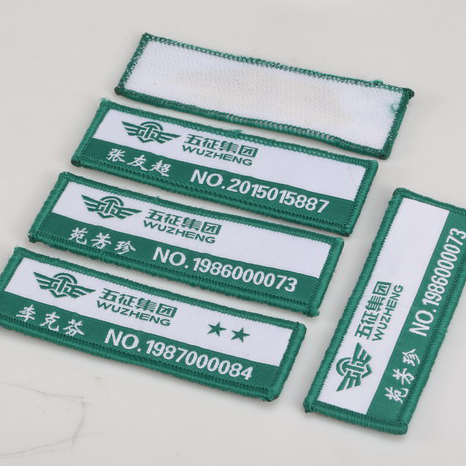 五征集团
WUZHENG
张友超 NO.2015015887
五征集团
WUZHENG
苑芳珍 NO.1986000073
五征集团
WUZHENG
李克芬 NO.1987000084
五征集团
WUZHENG
苑芳珍 NO.1986000073